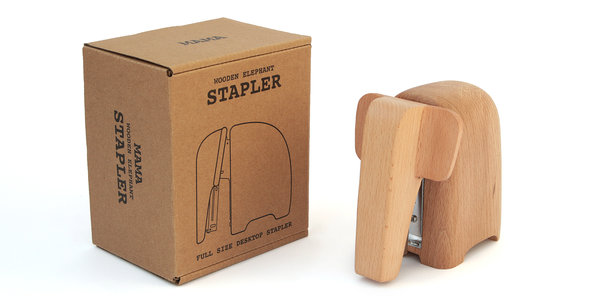 MAMA
MAMA
WOODEN ELEPHANT
STAPLER
WOODEN ELEPHANT
STAPLER
FULL SIZE DESKTOP STAPLER